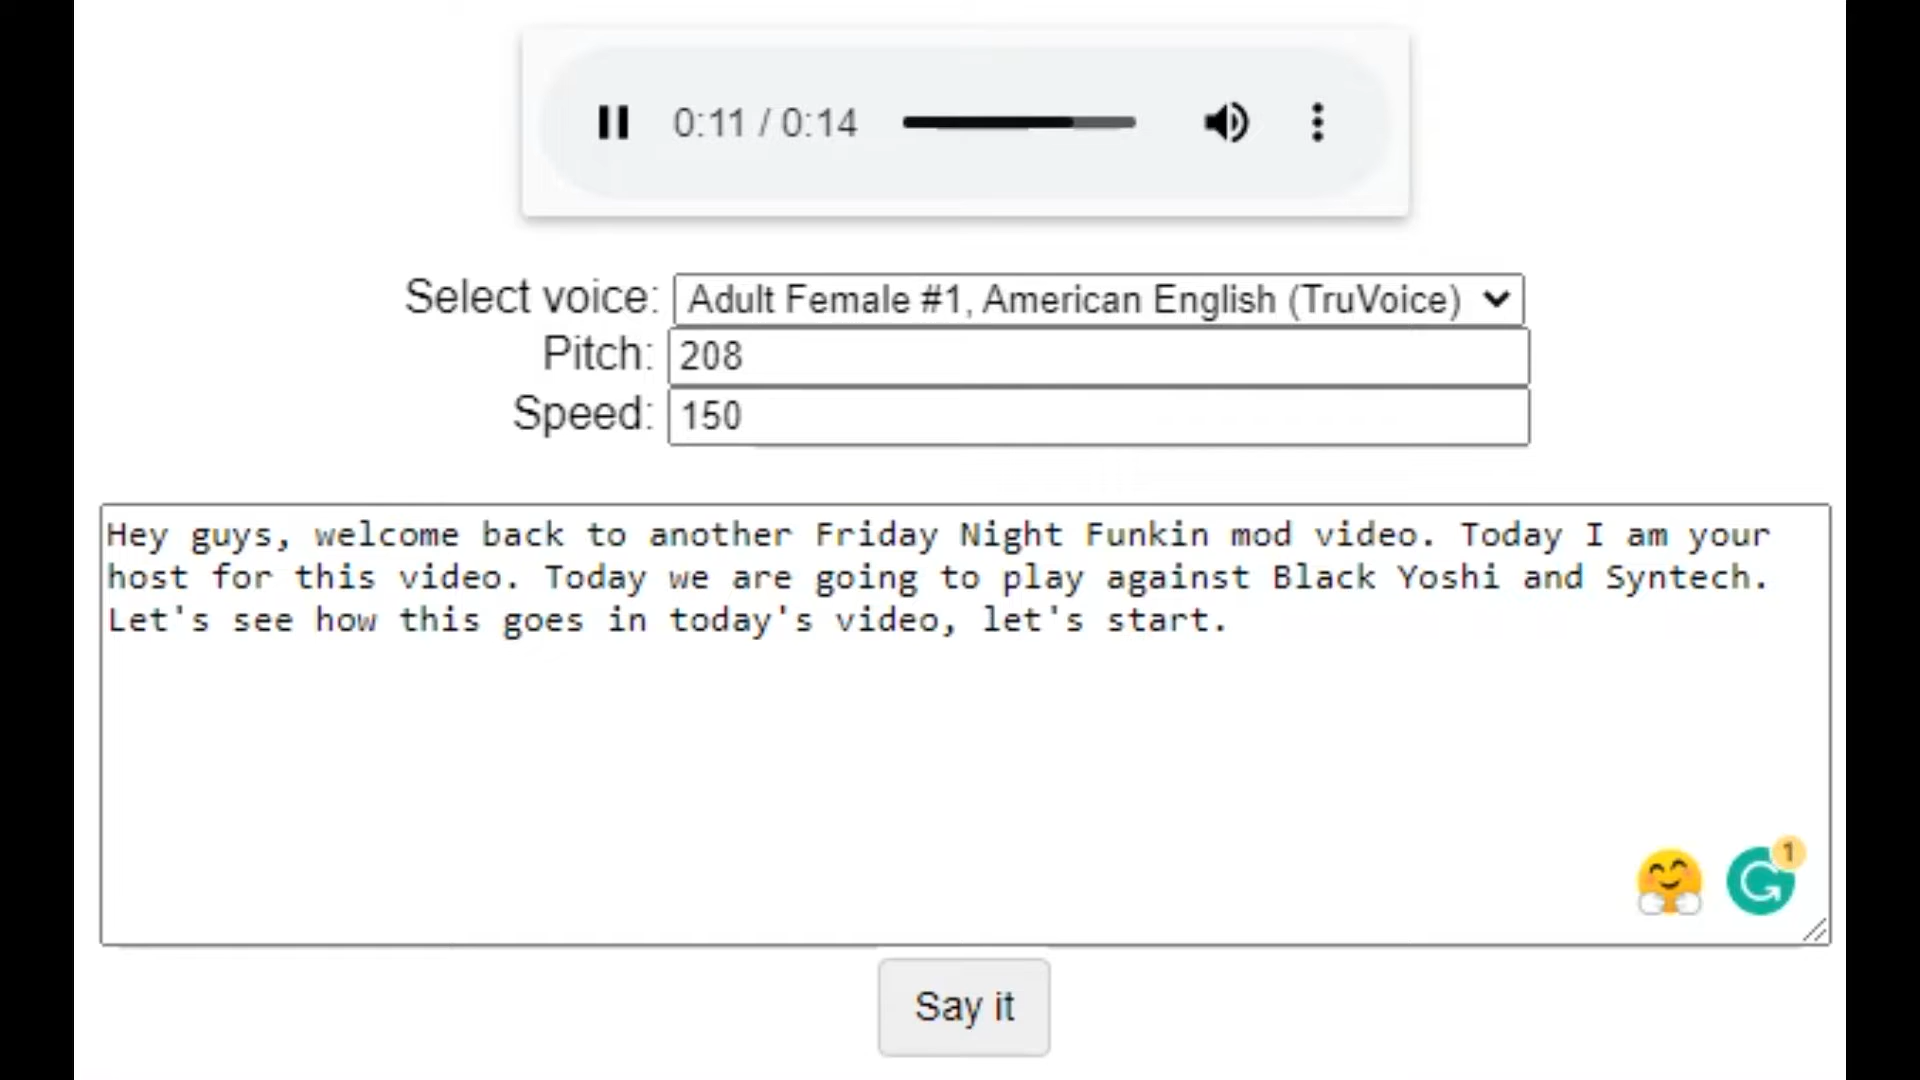 0:11 / 0:14
Select voice: Adult Female #1, American English (TruVoice)
Pitch: 208
Speed: 150
Hey guys, welcome back to another Friday Night Funkin mod video. Today I am your
host for this video. Today we are going to play against Black Yoshi and Syntech.
Let's see how this goes in today's video, let's start.
1
Say it